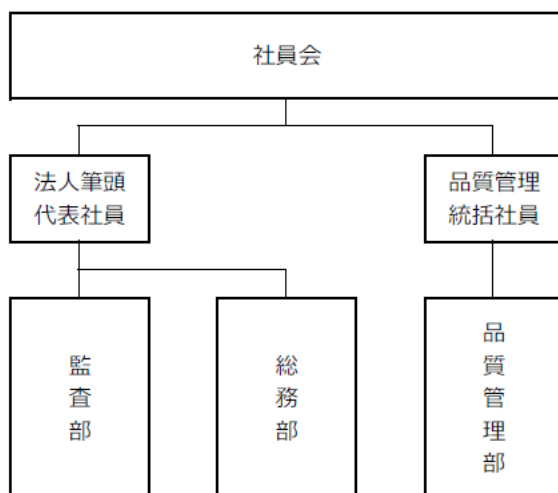 社員会
法人筆頭
代表社員
品質管理
統括社員
監査部
総務部
品質管理部